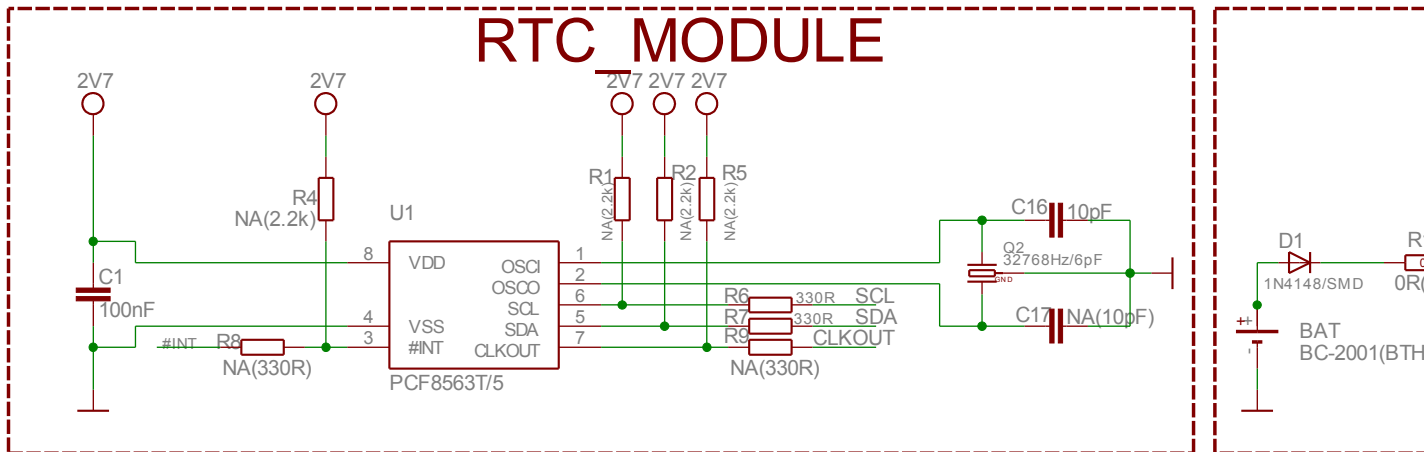 RTC_MODULE
2V7
2V7
2V7 2V7 2V7
R4
NA(2.2k)
R1
NA(2.2k)
R2
NA(2.2k)
R5
NA(2.2k)
U1
8
VDD
4
VSS
3
#INT
OSCI
1
OSCO
2
SCL
6
SDA
5
CLKOUT
7
PCF8563T/5
C1
100nF
#INT
R8
NA(330R)
R6
330R
SCL
R7
330R
SDA
R9
CLKOUT
NA(330R)
C16
10pF
Q2
32768Hz/6pF
GND
C17
NA(10pF)
D1
1N4148/SMD
++
-
BAT
BC-2001(BTH
0R(